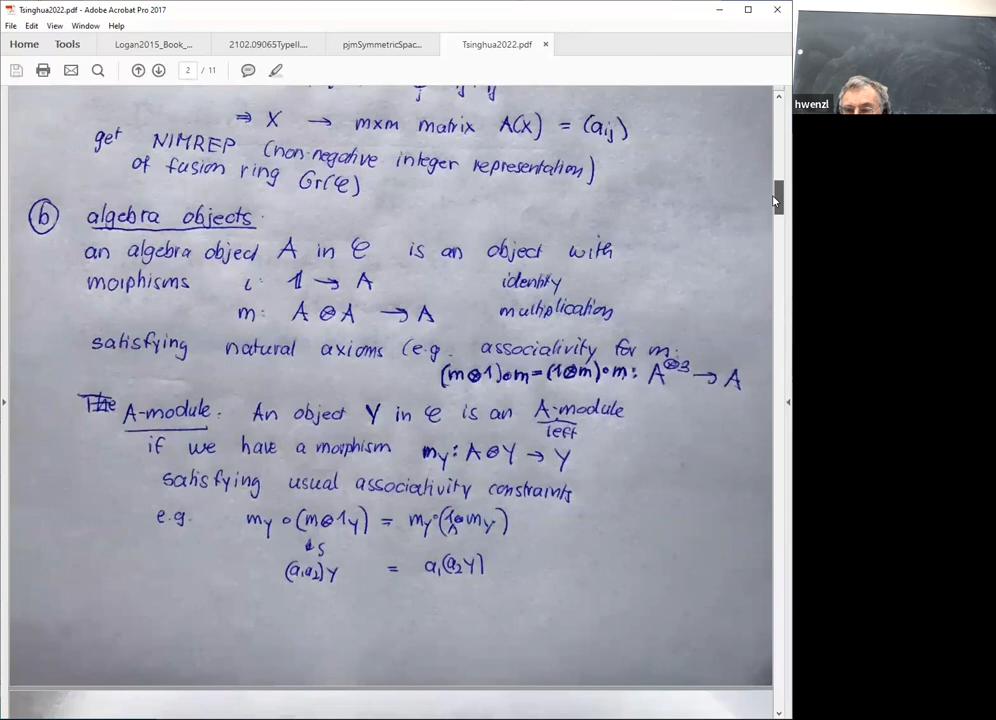 Tsinghua2022.pdf - Adobe Acrobat Pro 2017
File Edit View Window Help
Home Tools Logan2015_Book_... 2102.09065TypeII.... pjmSymmetricSpac... Tsinghua2022.pdf ×
2 / 11
hwenzl
⇒ X → m×m matrix A(X) = (aij)
get NIMREP (non-negative integer representation)
of fusion ring Gr(𝒞)
ⓑ algebra objects
an algebra object A in 𝒞 is an object with
morphisms ι: 𝟙 → A identity
m: A⊗A → A multiplication
satisfying natural axioms (e.g. associativity for m:
(m⊗1)∘m=(1⊗m)∘m: A⊗3 → A
A-module: An object Y in 𝒞 is an A-module
left
if we have a morphism mY: A⊗Y → Y
satisfying usual associativity constraints
e.g. mY∘(m⊗1Y) = mY∘(1A⊗mY)
(a1a2)Y = a1(a2Y)